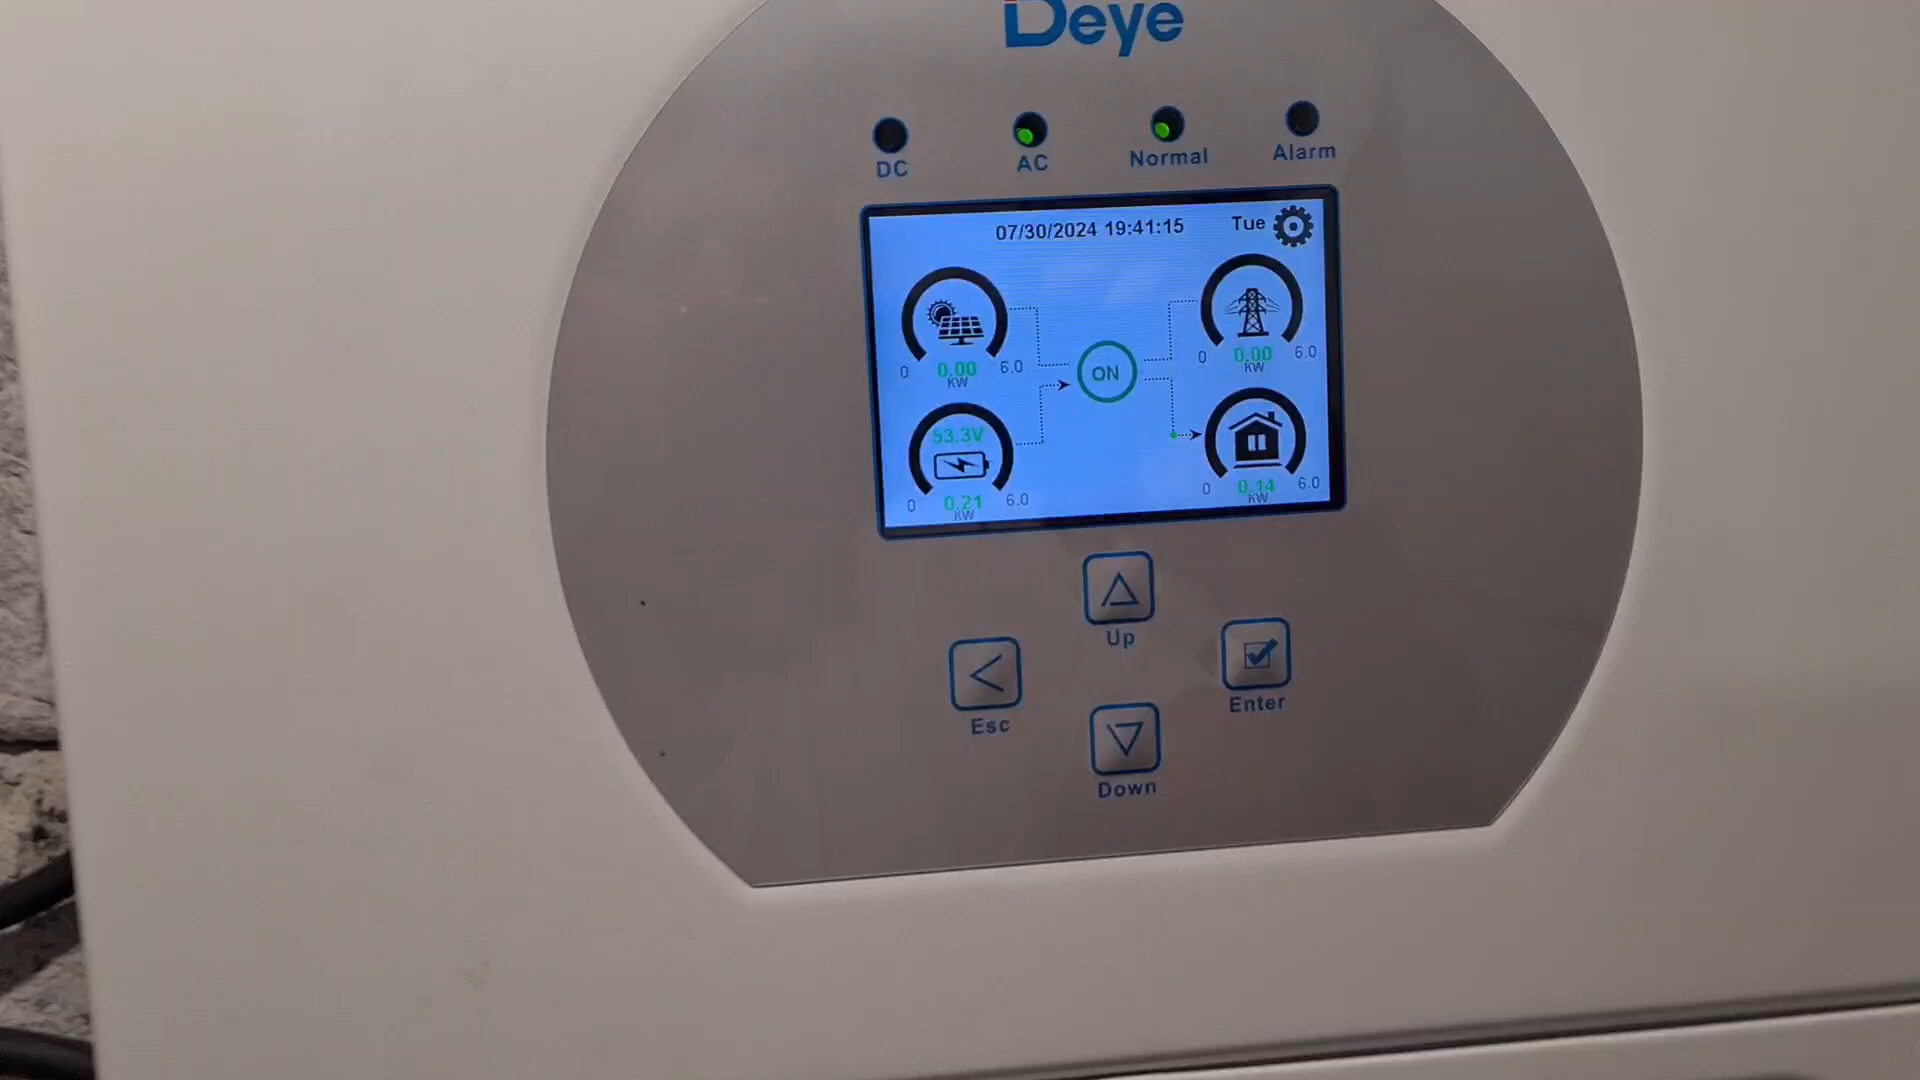 Deye
DC AC Normal Alarm
07/30/2024 19:41:15 Tue
0 0.00 6.0
KW
0 0.00 6.0
KW
ON
53.3V
0 0.21 6.0
KW
0 0.14 6.0
KW
Up
Esc
Enter
Down